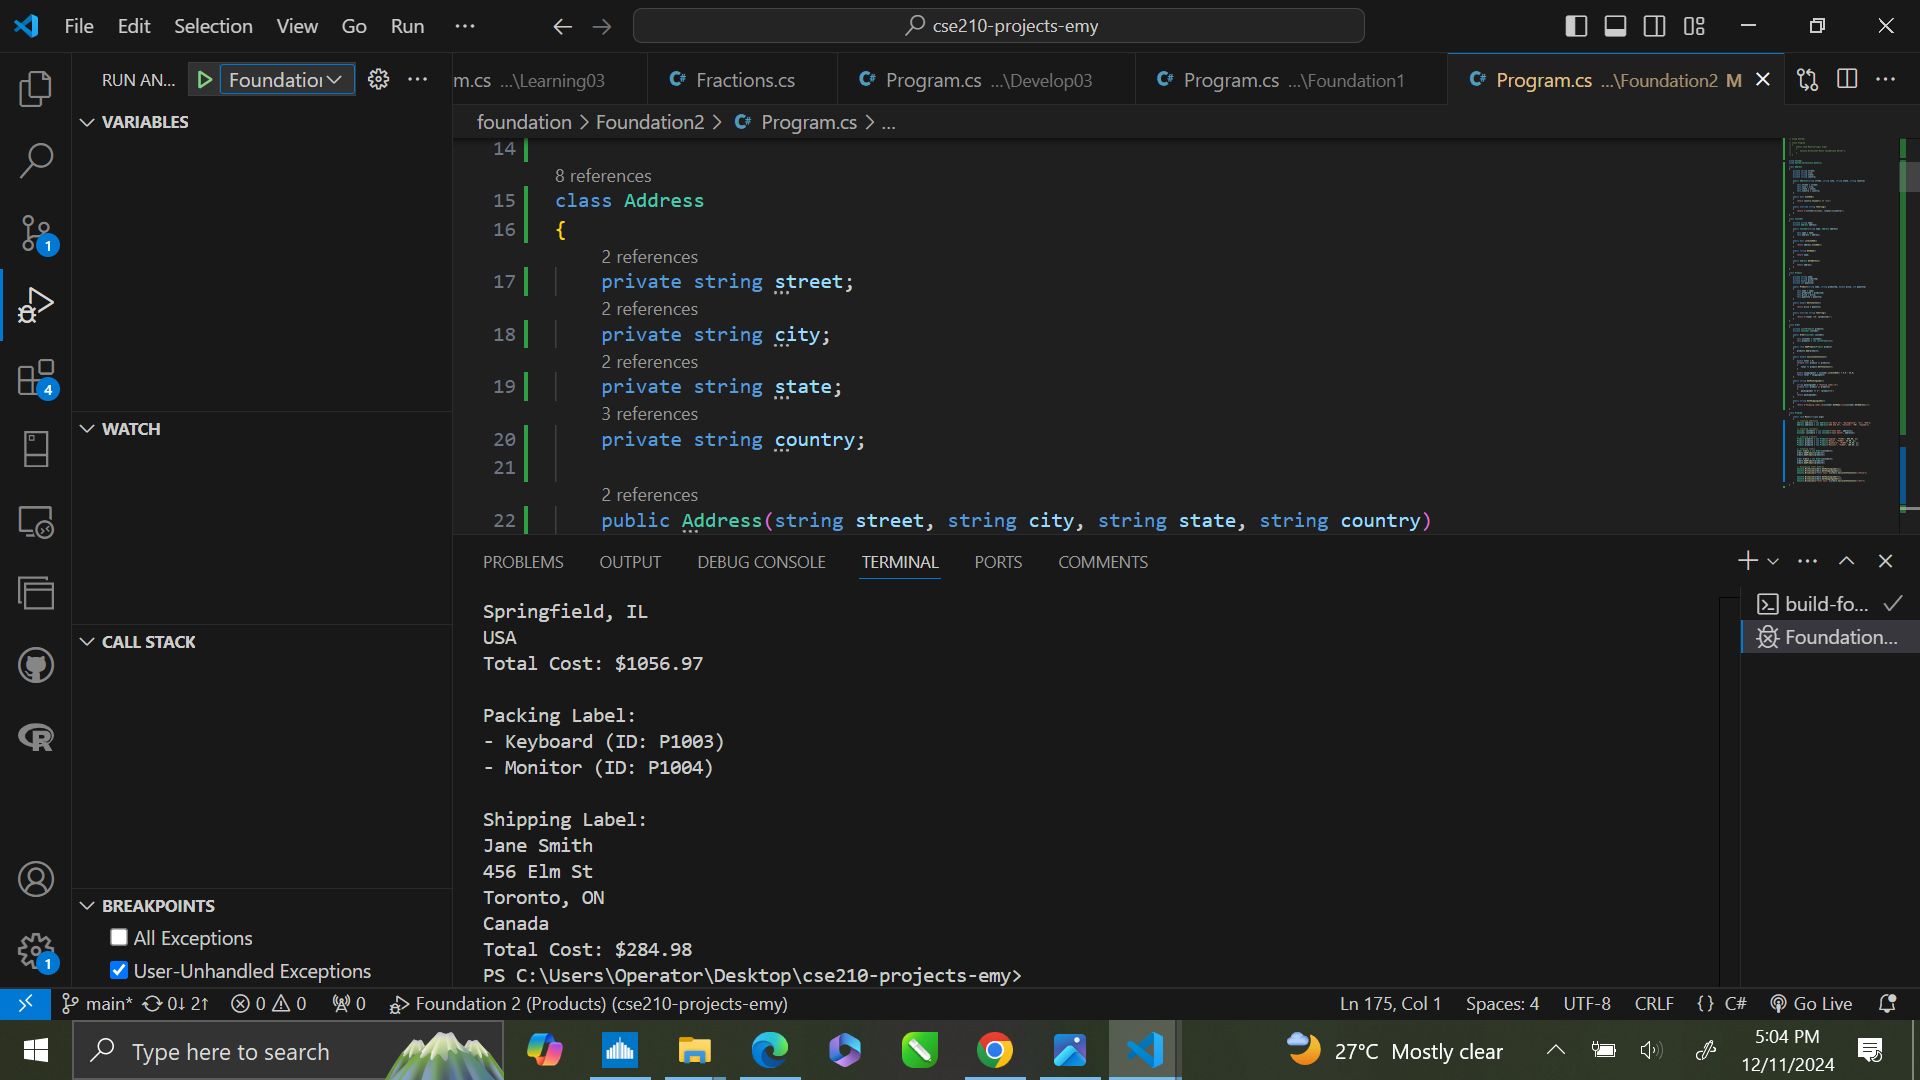 File Edit Selection View Go Run ···
cse210-projects-emy
RUN AN... Foundation
m.cs ...\Learning03
C# Fractions.cs
C# Program.cs ...\Develop03
C# Program.cs ...\Foundation1
C# Program.cs ...\Foundation2 M
foundation > Foundation2 > C# Program.cs > ...
VARIABLES
WATCH
CALL STACK
BREAKPOINTS
All Exceptions
User-Unhandled Exceptions
1
4
1
14
8 references
15 class Address
16 {
2 references
17 private string street;
2 references
18 private string city;
2 references
19 private string state;
3 references
20 private string country;
21
2 references
22 public Address(string street, string city, string state, string country)
PROBLEMS OUTPUT DEBUG CONSOLE TERMINAL PORTS COMMENTS
build-fo...
Foundation...
Springfield, IL
USA
Total Cost: $1056.97
Packing Label:
- Keyboard (ID: P1003)
- Monitor (ID: P1004)
Shipping Label:
Jane Smith
456 Elm St
Toronto, ON
Canada
Total Cost: $284.98
PS C:\Users\Operator\Desktop\cse210-projects-emy>
main* 0↓ 2↑ 0 0 0 Foundation 2 (Products) (cse210-projects-emy) Ln 175, Col 1 Spaces: 4 UTF-8 CRLF {} C# Go Live
Type here to search
27°C Mostly clear
5:04 PM
12/11/2024